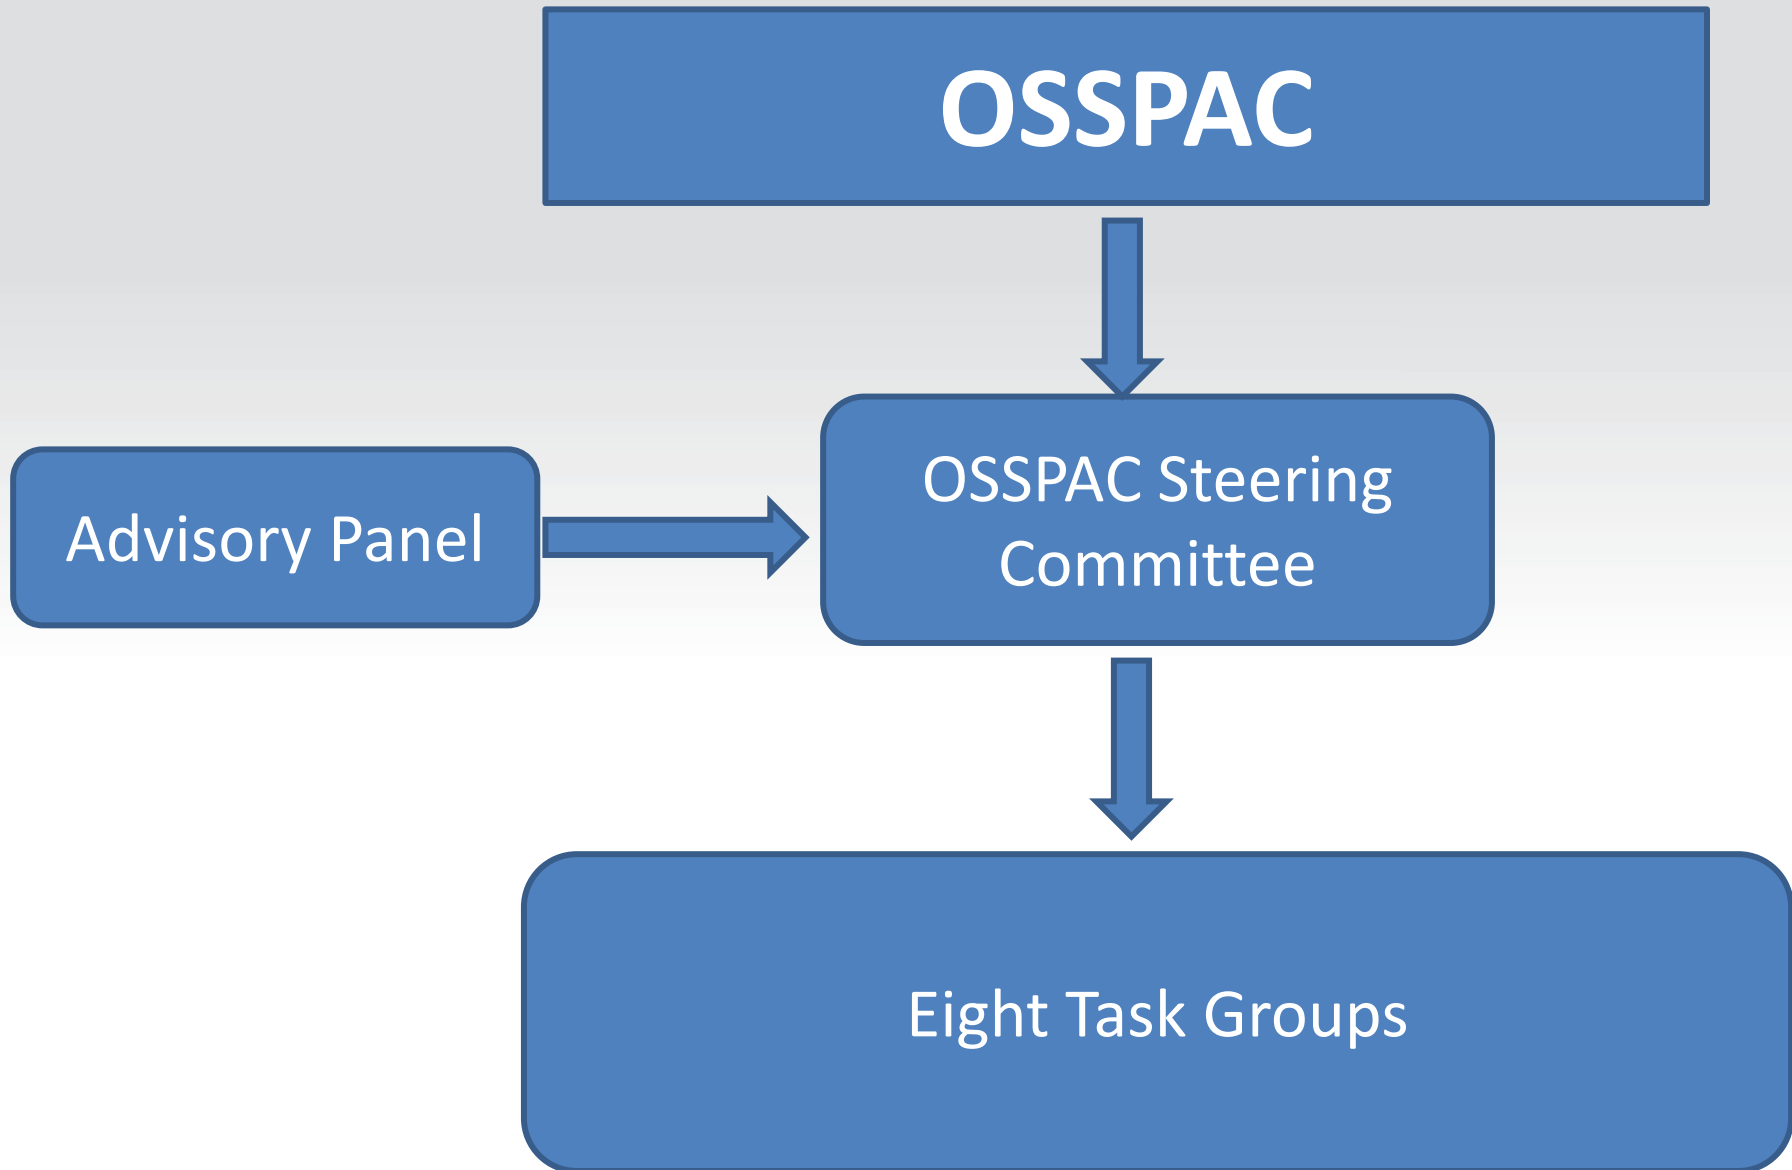 OSSPAC
OSSPAC Steering
Committee
Advisory Panel
Eight Task Groups